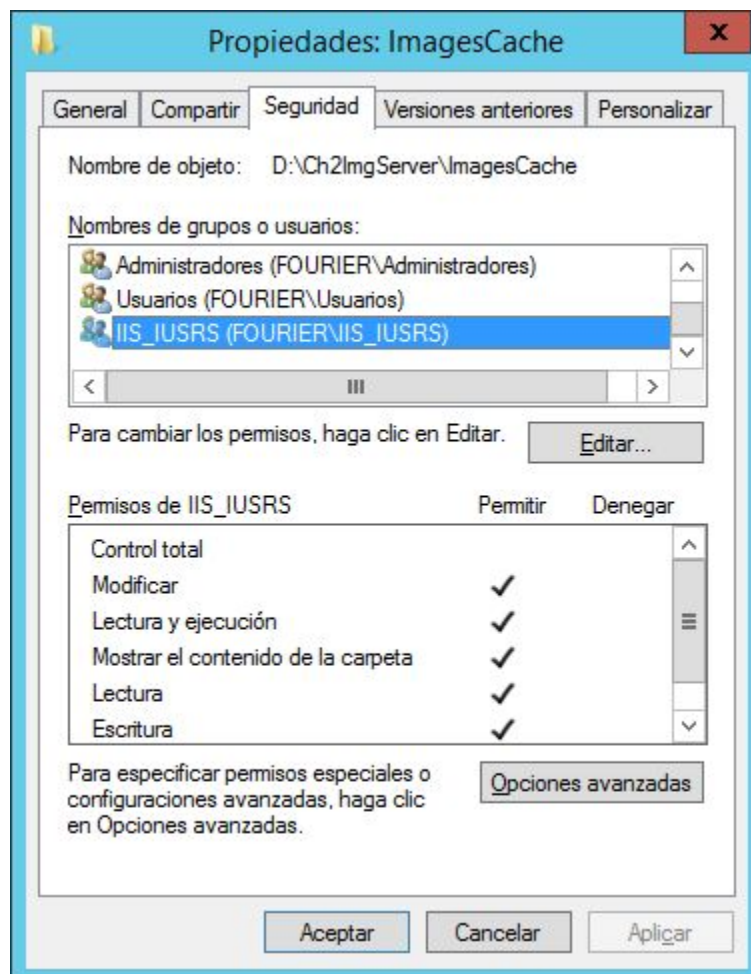 Propiedades: ImagesCache
x
General Compartir Seguridad Versiones anteriores Personalizar
Nombre de objeto: D:\Ch2ImgServer\ImagesCache
Nombres de grupos o usuarios:
Administradores (FOURIER\Administradores)
Usuarios (FOURIER\Usuarios)
IIS_IUSRS (FOURIER\IIS_IUSRS)
Para cambiar los permisos, haga clic en Editar. Editar...
Permisos de IIS_IUSRS Permitir Denegar
Control total
Modificar
Lectura y ejecución
Mostrar el contenido de la carpeta
Lectura
Escritura
Para especificar permisos especiales o
configuraciones avanzadas, haga clic
en Opciones avanzadas.
Opciones avanzadas
Aceptar Cancelar Aplicar